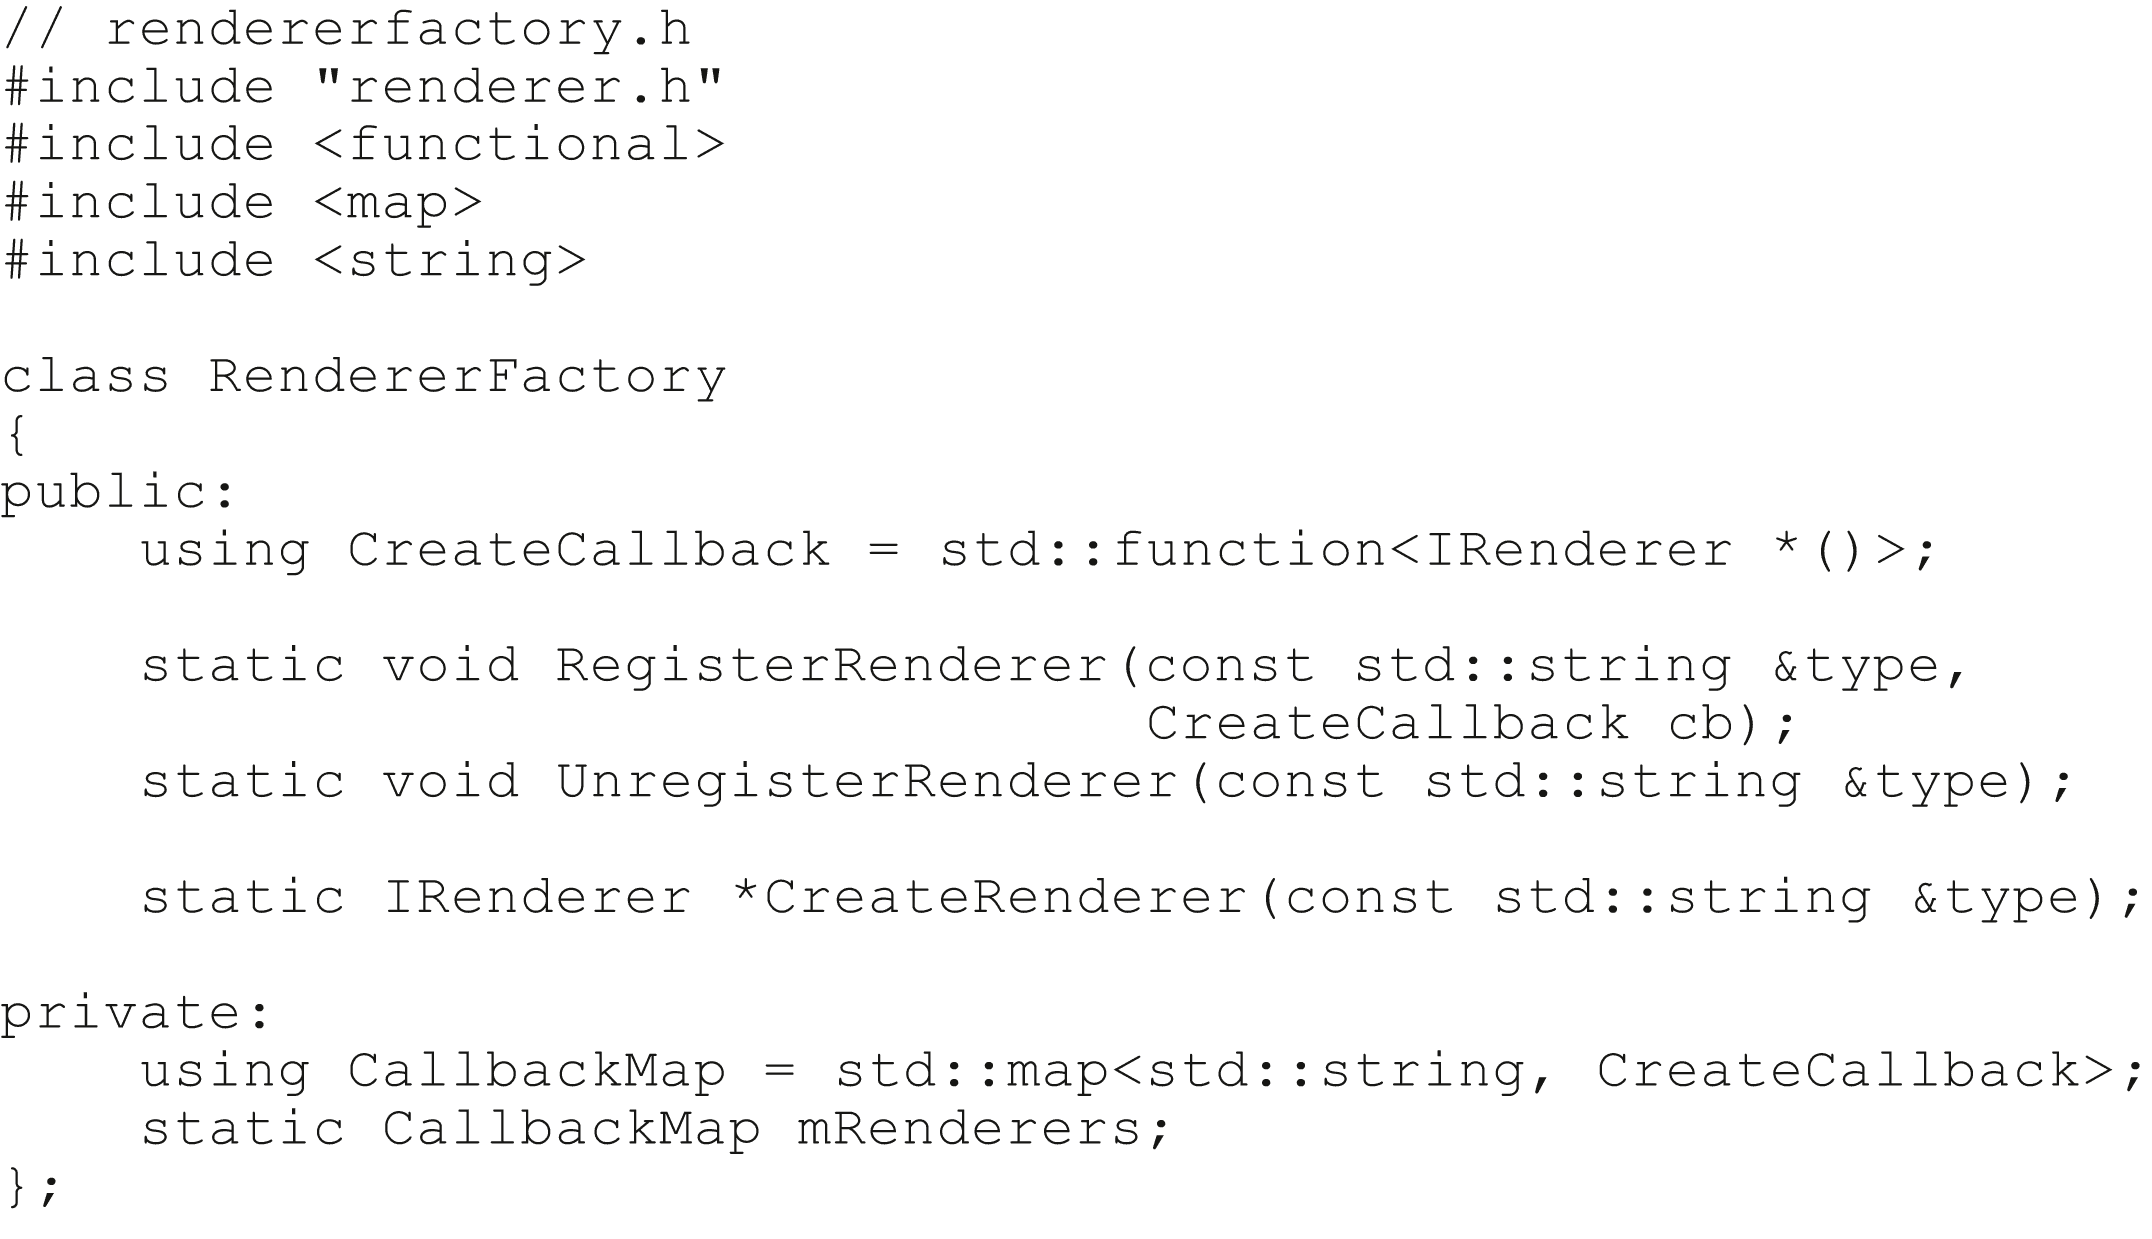 // rendererfactory.h
#include "renderer.h"
#include <functional>
#include <map>
#include <string>

class RendererFactory
{
public:
    using CreateCallback = std::function<IRenderer *()>;

    static void RegisterRenderer(const std::string &type,
                                 CreateCallback cb);
    static void UnregisterRenderer(const std::string &type);

    static IRenderer *CreateRenderer(const std::string &type);

private:
    using CallbackMap = std::map<std::string, CreateCallback>;
    static CallbackMap mRenderers;
};